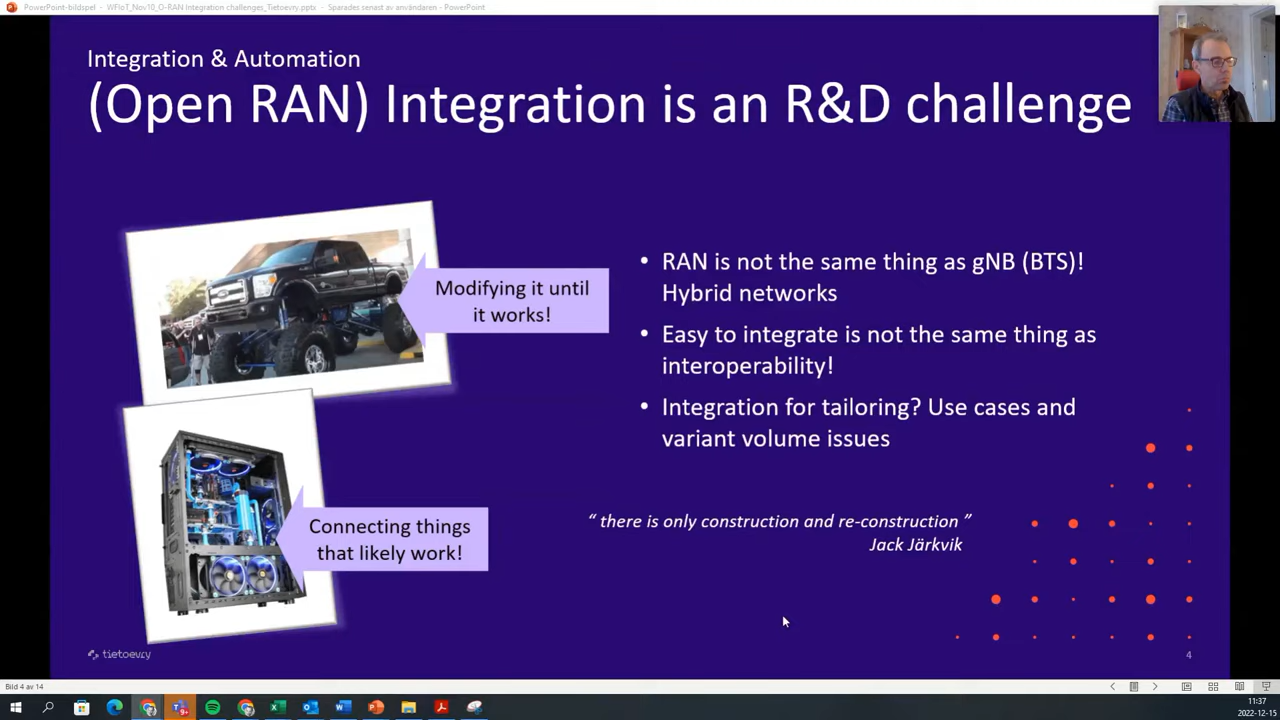 PowerPoint-bildspel - WFIoT_Nov10_O-RAN integration challenges_Tietoevry.pptx - Sparades senast av användaren - PowerPoint
Integration & Automation
(Open RAN) Integration is an R&D challenge
Modifying it until
it works!
• RAN is not the same thing as gNB (BTS)!
Hybrid networks
• Easy to integrate is not the same thing as
interoperability!
• Integration for tailoring? Use cases and
variant volume issues
Connecting things
that likely work!
“ there is only construction and re-construction ”
Jack Järkvik
tietoevry
4
Bild 4 av 14
11:37
2022-12-15